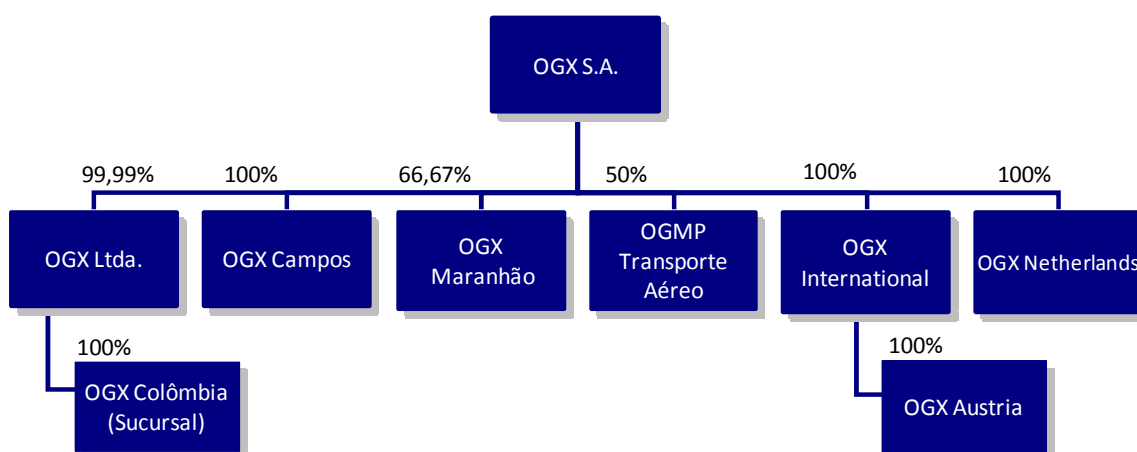 OGX S.A.
99,99%
100%
66,67%
50%
100%
100%
OGX Ltda.
OGX Campos
OGX
Maranhão
OGMP
Transporte
Aéreo
OGX
International
OGX Netherlands
100%
100%
OGX Colômbia
(Sucursal)
OGX Austria